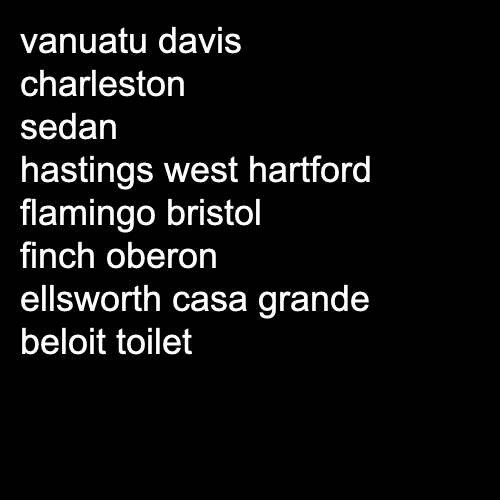 vanuatu davis
charleston
sedan
hastings west hartford
flamingo bristol
finch oberon
ellsworth casa grande
beloit toilet